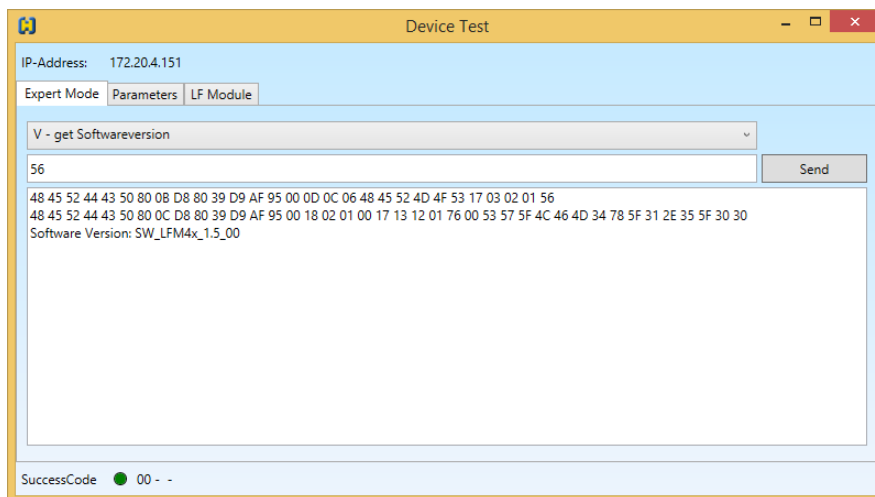 Device Test
IP-Address: 172.20.4.151
Expert Mode Parameters LF Module
V - get Softwareversion
56 Send
48 45 52 44 43 50 80 0B D8 80 39 D9 AF 95 00 0D 0C 06 48 45 52 4D 4F 53 17 03 02 01 56
48 45 52 44 43 50 80 0C D8 80 39 D9 AF 95 00 18 02 01 00 17 13 12 01 76 00 53 57 5F 4C 46 4D 34 78 5F 31 2E 35 5F 30 30
Software Version: SW_LFM4x_1.5_00
SuccessCode 00 - -